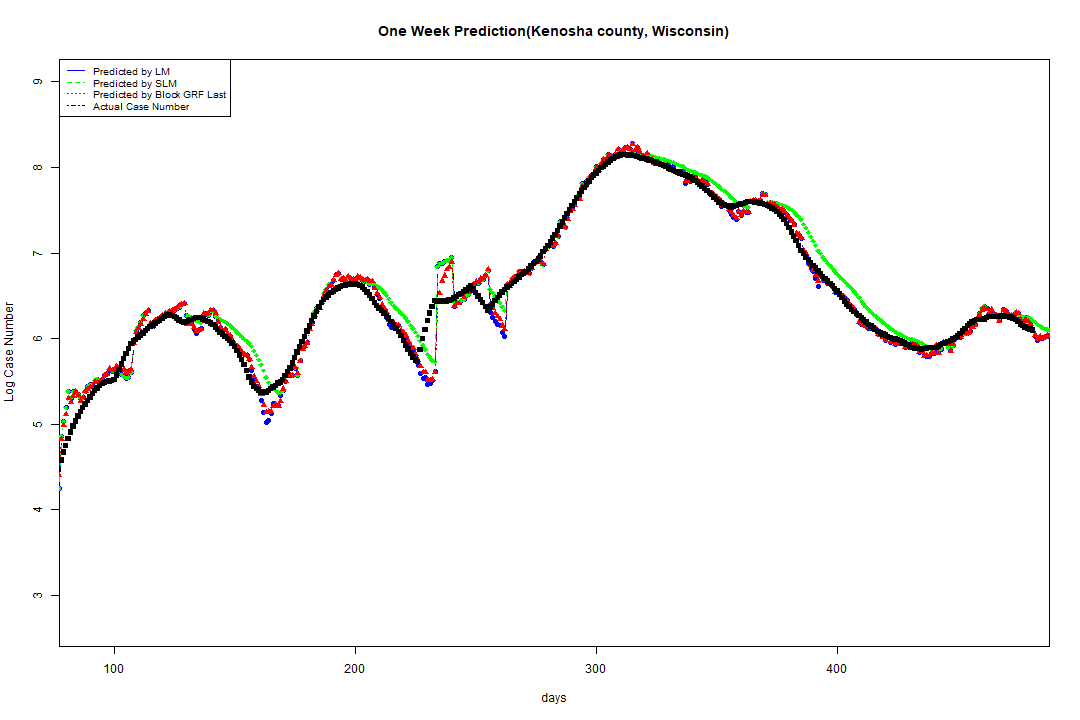 One Week Prediction(Kenosha county, Wisconsin)
Predicted by LM
Predicted by SLM
Predicted by Block GRF Last
Actual Case Number
9
8
7
6
5
4
3
Log Case Number
100 200 300 400
days